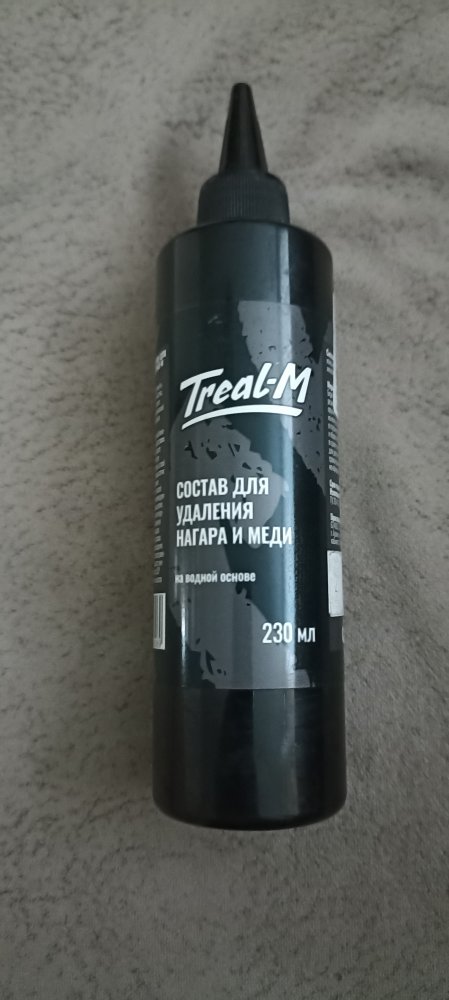 Treal-M
СОСТАВ ДЛЯ
УДАЛЕНИЯ
НАГАРА И МЕДИ
на водной основе
230 мл